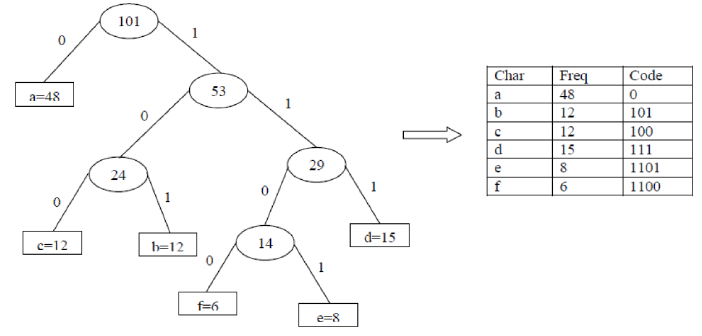 101
0
1
a=48
53
0
1
24
29
0
1
0
1
c=12
b=12
14
d=15
0
1
f=6
e=8
Char Freq Code
a 48 0
b 12 101
c 12 100
d 15 111
e 8 1101
f 6 1100